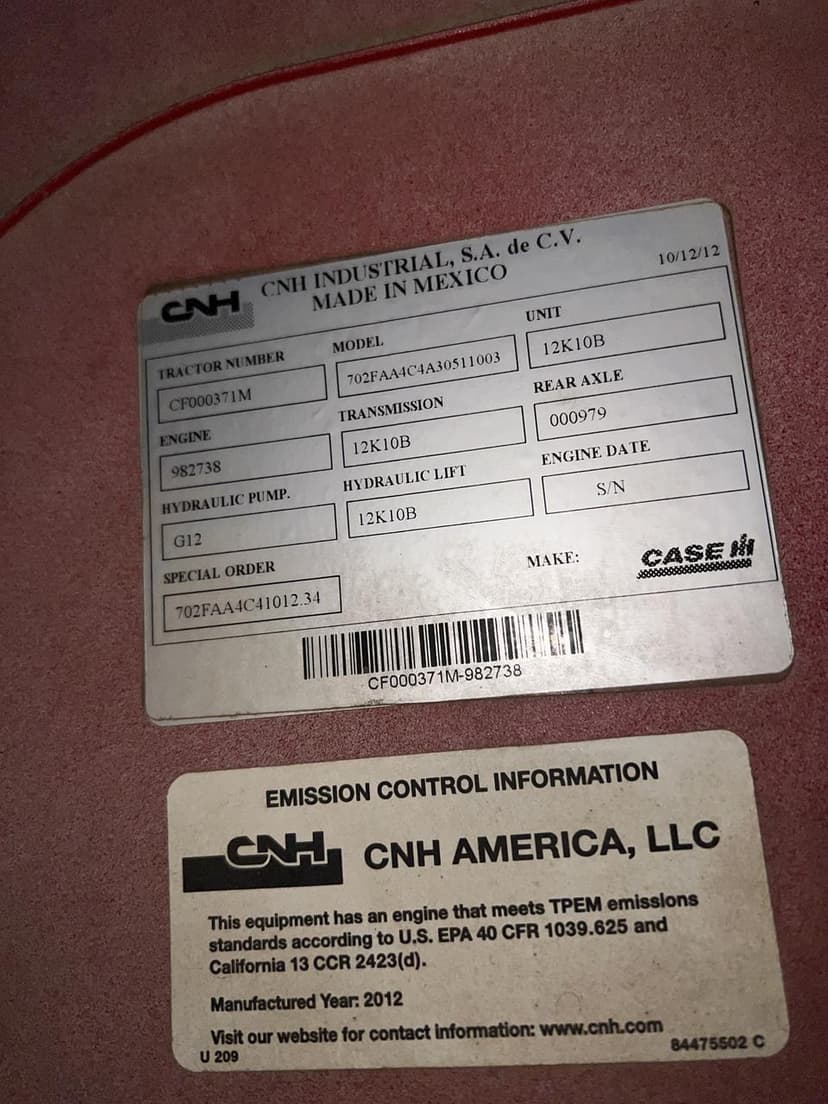 CNH
CNH INDUSTRIAL, S.A. de C.V.
MADE IN MEXICO
10/12/12
TRACTOR NUMBER
CF000371M
MODEL
702FAA4C4A30511003
UNIT
12K10B
ENGINE
982738
TRANSMISSION
12K10B
REAR AXLE
000979
HYDRAULIC PUMP.
G12
HYDRAULIC LIFT
12K10B
ENGINE DATE
S/N
SPECIAL ORDER
702FAA4C41012.34
MAKE:
CASE IH
CF000371M-982738
EMISSION CONTROL INFORMATION
CNH
CNH AMERICA, LLC
This equipment has an engine that meets TPEM emissions
standards according to U.S. EPA 40 CFR 1039.625 and
California 13 CCR 2423(d).
Manufactured Year: 2012
Visit our website for contact information: www.cnh.com
U 209
84475502 C